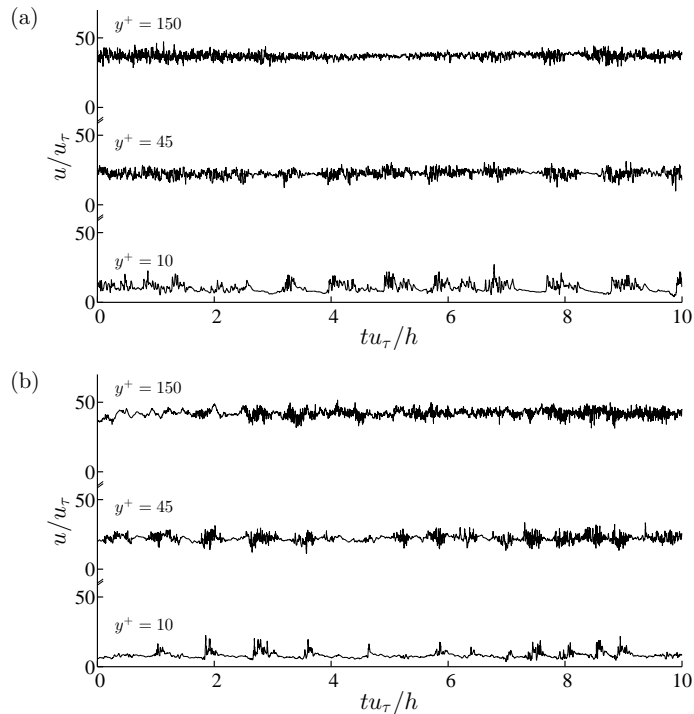 (a)
y⁺ = 150
50
0
y⁺ = 45
50
0
y⁺ = 10
50
0
u/u_τ
0 2 4 6 8 10
tu_τ/h
(b)
y⁺ = 150
50
0
y⁺ = 45
50
0
y⁺ = 10
50
0
u/u_τ
0 2 4 6 8 10
tu_τ/h